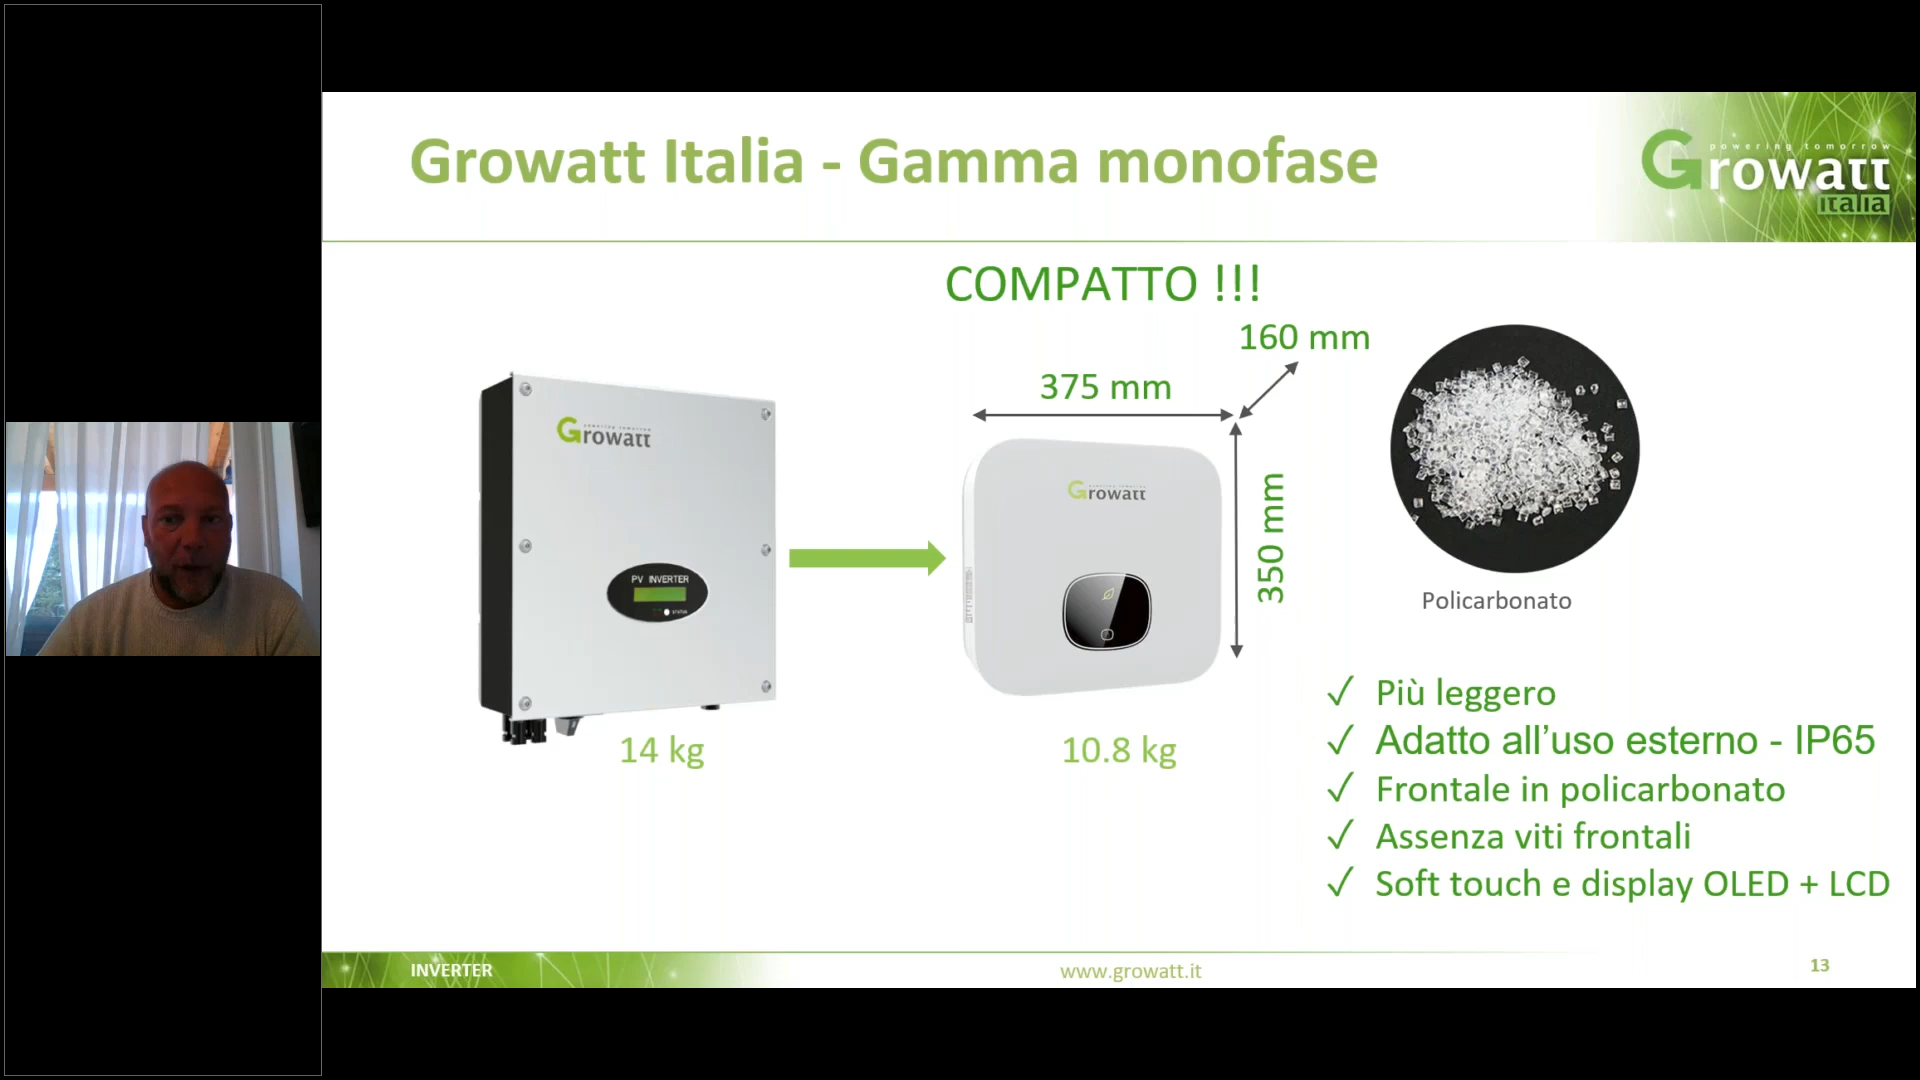 Growatt Italia - Gamma monofase
powering tomorrow
Growatt
italia
COMPATTO !!!
160 mm
375 mm
350 mm
Growatt
PV INVERTER
Growatt
Policarbonato
14 kg
10.8 kg
✓ Più leggero
✓ Adatto all’uso esterno - IP65
✓ Frontale in policarbonato
✓ Assenza viti frontali
✓ Soft touch e display OLED + LCD
INVERTER
www.growatt.it
13